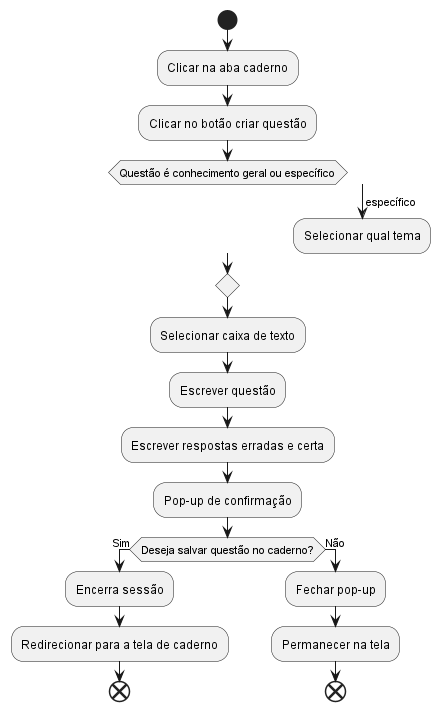 Clicar na aba caderno
Clicar no botão criar questão
Questão é conhecimento geral ou específico
específico
Selecionar qual tema
Selecionar caixa de texto
Escrever questão
Escrever respostas erradas e certa
Pop-up de confirmação
Sim
Deseja salvar questão no caderno?
Não
Encerra sessão
Fechar pop-up
Redirecionar para a tela de caderno
Permanecer na tela